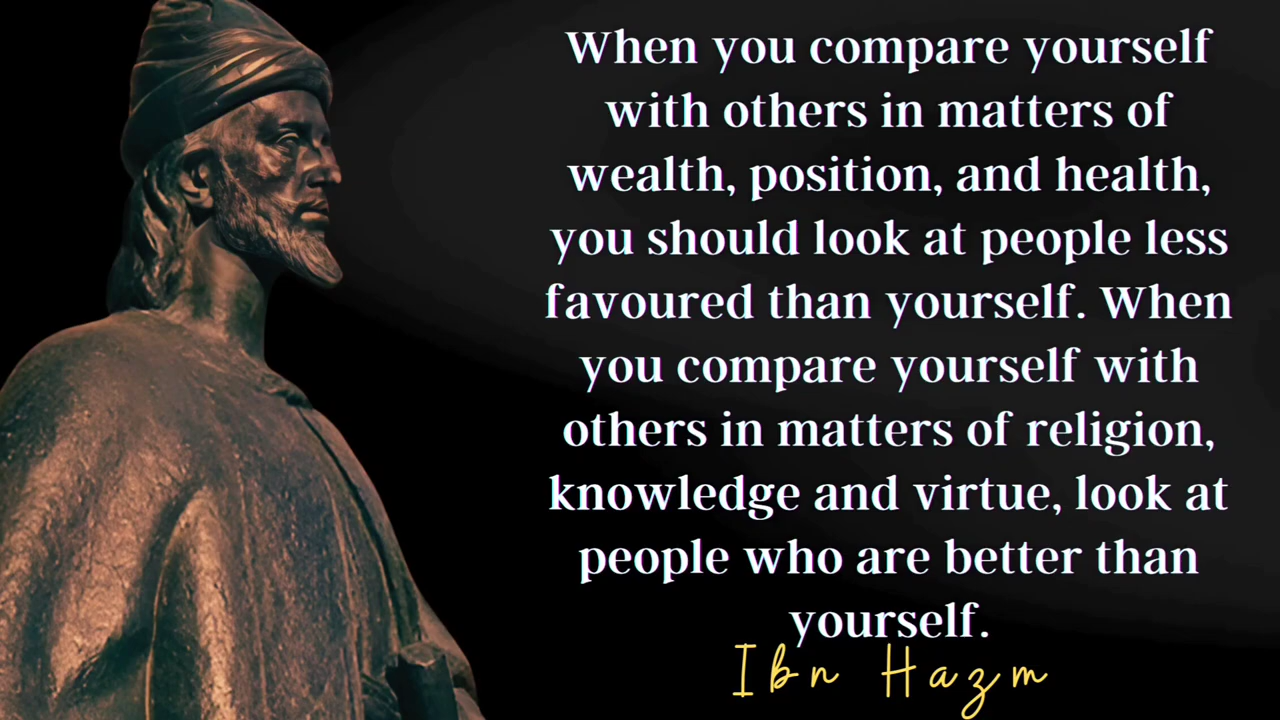 When you compare yourself
with others in matters of
wealth, position, and health,
you should look at people less
favoured than yourself. When
you compare yourself with
others in matters of religion,
knowledge and virtue, look at
people who are better than
yourself.
Ibn Hazm